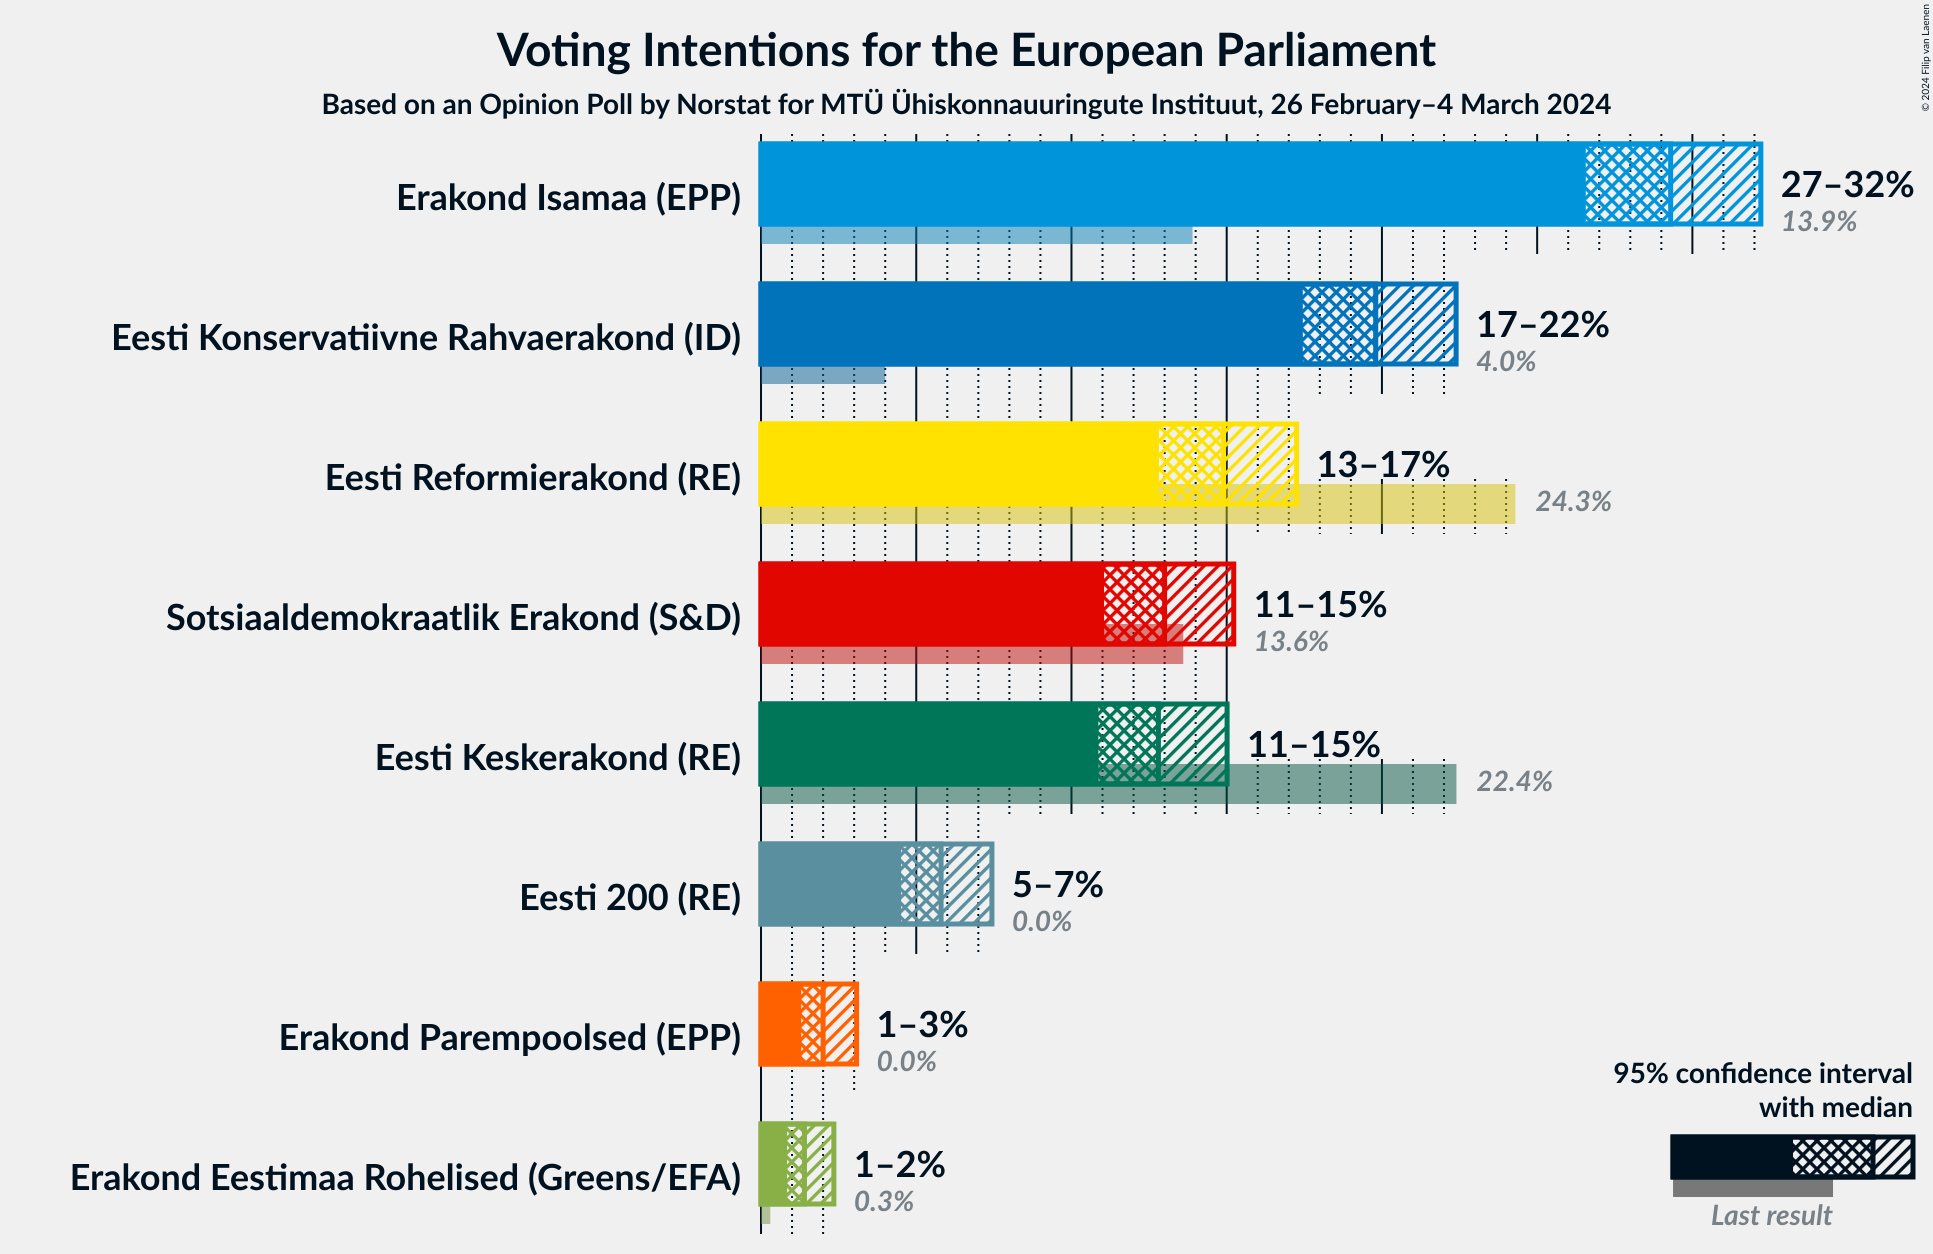 © 2024 Filip van Laenen
Voting Intentions for the European Parliament
Based on an Opinion Poll by Norstat for MTÜ Ühiskonnauuringute Instituut, 26 February–4 March 2024
Erakond Isamaa (EPP)
27–32%
13.9%
Eesti Konservatiivne Rahvaerakond (ID)
17–22%
4.0%
Eesti Reformierakond (RE)
13–17%
24.3%
Sotsiaaldemokraatlik Erakond (S&D)
11–15%
13.6%
Eesti Keskerakond (RE)
11–15%
22.4%
Eesti 200 (RE)
5–7%
0.0%
Erakond Parempoolsed (EPP)
1–3%
0.0%
Erakond Eestimaa Rohelised (Greens/EFA)
1–2%
0.3%
95% confidence interval
with median
Last result